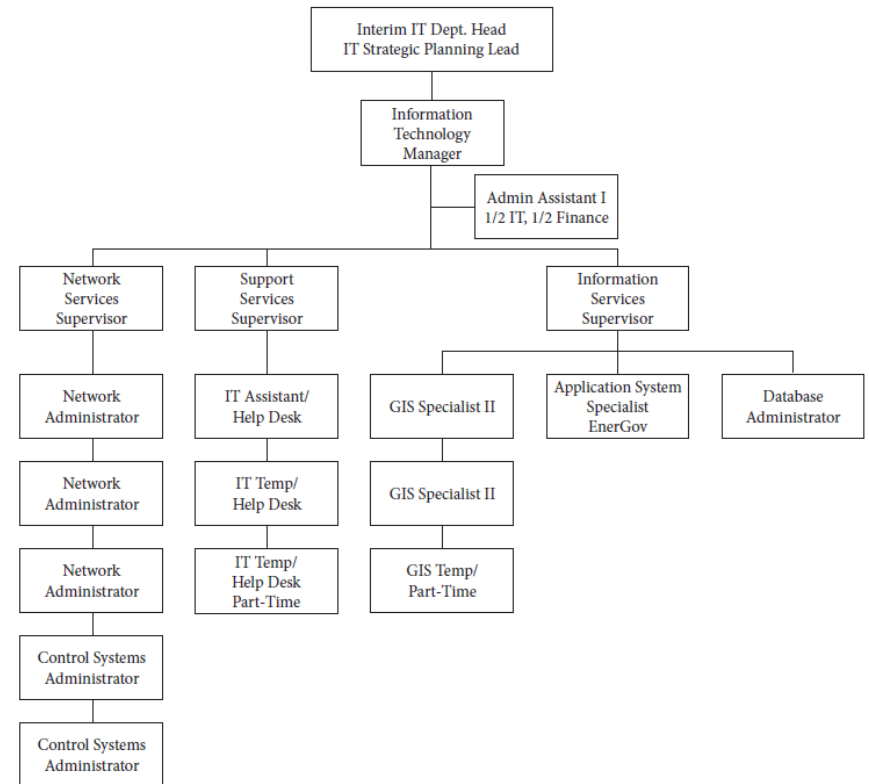 Interim IT Dept. Head
IT Strategic Planning Lead
Information
Technology
Manager
Admin Assistant I
1/2 IT, 1/2 Finance
Network
Services
Supervisor
Support
Services
Supervisor
Information
Services
Supervisor
Network
Administrator
IT Assistant/
Help Desk
GIS Specialist II
Application System
Specialist
EnerGov
Database
Administrator
Network
Administrator
IT Temp/
Help Desk
GIS Specialist II
Network
Administrator
IT Temp/
Help Desk
Part-Time
GIS Temp/
Part-Time
Control Systems
Administrator
Control Systems
Administrator